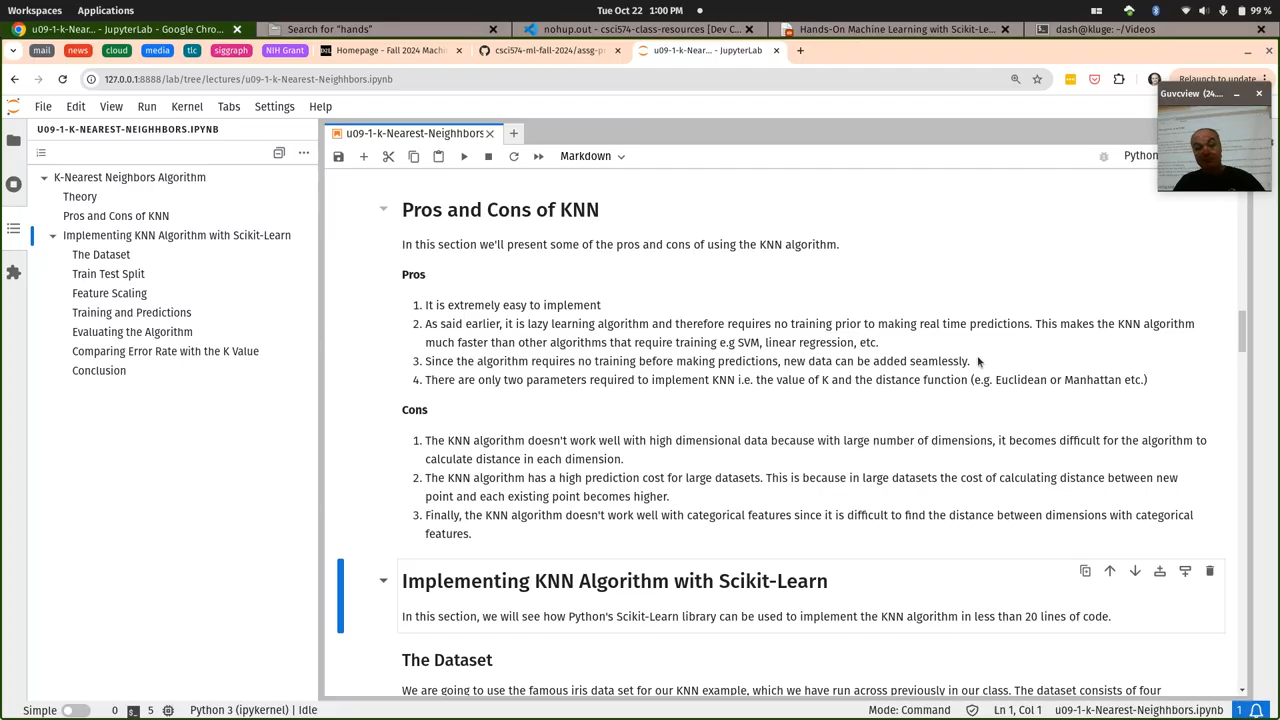 Workspaces
Applications
Tue Oct 22 1:00 PM
99 %
u09-1-k-Near... - JupyterLab - Google Chro...
Search for "hands"
nohup.out - csci574-class-resources [Dev C...
Hands-On Machine Learning with Scikit-Le...
dash@kluge: ~/Videos
mail
news
cloud
media
tlc
siggraph
NIH Grant
Homepage - Fall 2024 Mach
csci574-ml-fall-2024/assg-p
u09-1-k-Near... - JupyterLab
127.0.0.1:8888/lab/tree/lectures/u09-1-k-Nearest-Neighhbors.ipynb
Relaunch to update
File
Edit
View
Run
Kernel
Tabs
Settings
Help
Guvcview (24....
U09-1-K-NEAREST-NEIGHHBORS.IPYNB
u09-1-k-Nearest-Neighhbors
Markdown
Python
K-Nearest Neighbors Algorithm
Theory
Pros and Cons of KNN
Implementing KNN Algorithm with Scikit-Learn
The Dataset
Train Test Split
Feature Scaling
Training and Predictions
Evaluating the Algorithm
Comparing Error Rate with the K Value
Conclusion
Pros and Cons of KNN
In this section we'll present some of the pros and cons of using the KNN algorithm.
Pros
1. It is extremely easy to implement
2. As said earlier, it is lazy learning algorithm and therefore requires no training prior to making real time predictions. This makes the KNN algorithm
much faster than other algorithms that require training e.g SVM, linear regression, etc.
3. Since the algorithm requires no training before making predictions, new data can be added seamlessly.
4. There are only two parameters required to implement KNN i.e. the value of K and the distance function (e.g. Euclidean or Manhattan etc.)
Cons
1. The KNN algorithm doesn't work well with high dimensional data because with large number of dimensions, it becomes difficult for the algorithm to
calculate distance in each dimension.
2. The KNN algorithm has a high prediction cost for large datasets. This is because in large datasets the cost of calculating distance between new
point and each existing point becomes higher.
3. Finally, the KNN algorithm doesn't work well with categorical features since it is difficult to find the distance between dimensions with categorical
features.
Implementing KNN Algorithm with Scikit-Learn
In this section, we will see how Python's Scikit-Learn library can be used to implement the KNN algorithm in less than 20 lines of code.
The Dataset
We are going to use the famous iris data set for our KNN example, which we have run across previously in our class. The dataset consists of four
Simple
0
5
Python 3 (ipykernel) | Idle
Mode: Command
Ln 1, Col 1
u09-1-k-Nearest-Neighhbors.ipynb
1